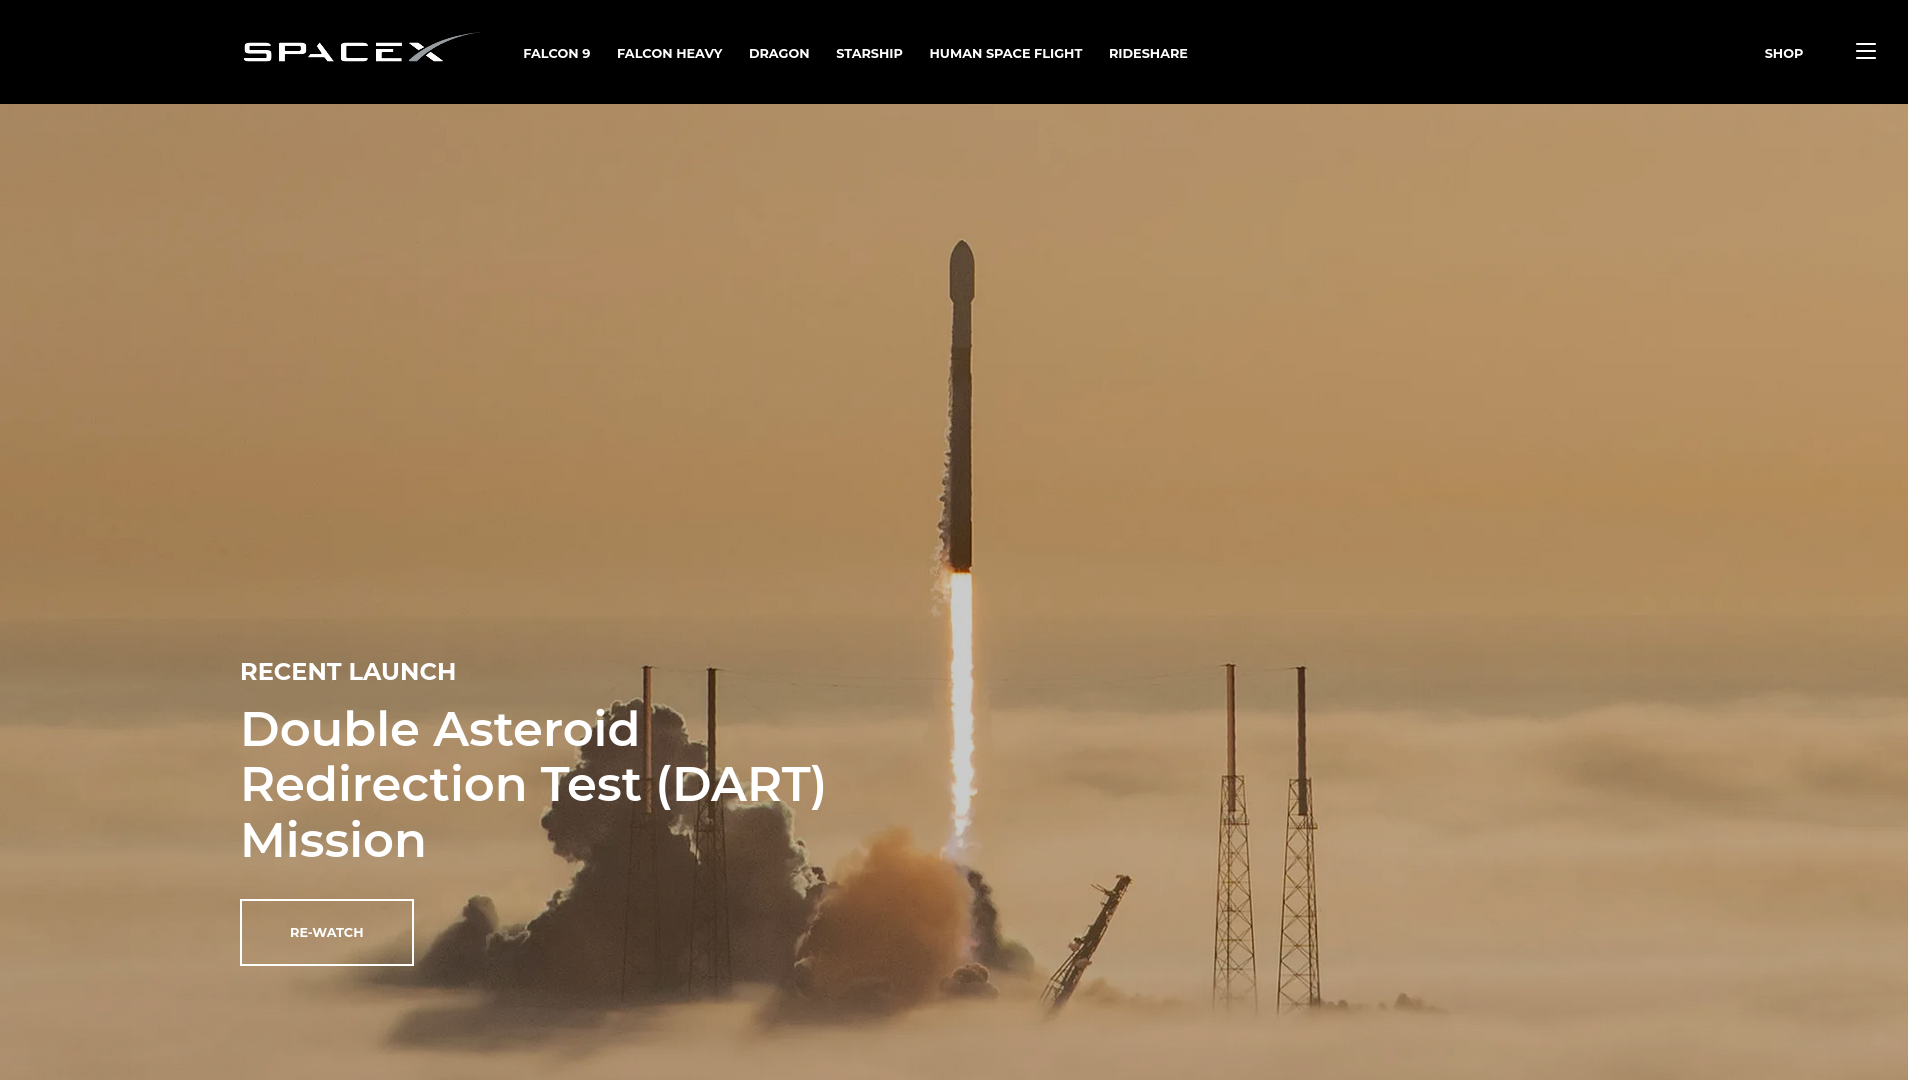 SPACEX
FALCON 9 FALCON HEAVY DRAGON STARSHIP HUMAN SPACE FLIGHT RIDESHARE SHOP
RECENT LAUNCH
Double Asteroid
Redirection Test (DART)
Mission
RE-WATCH